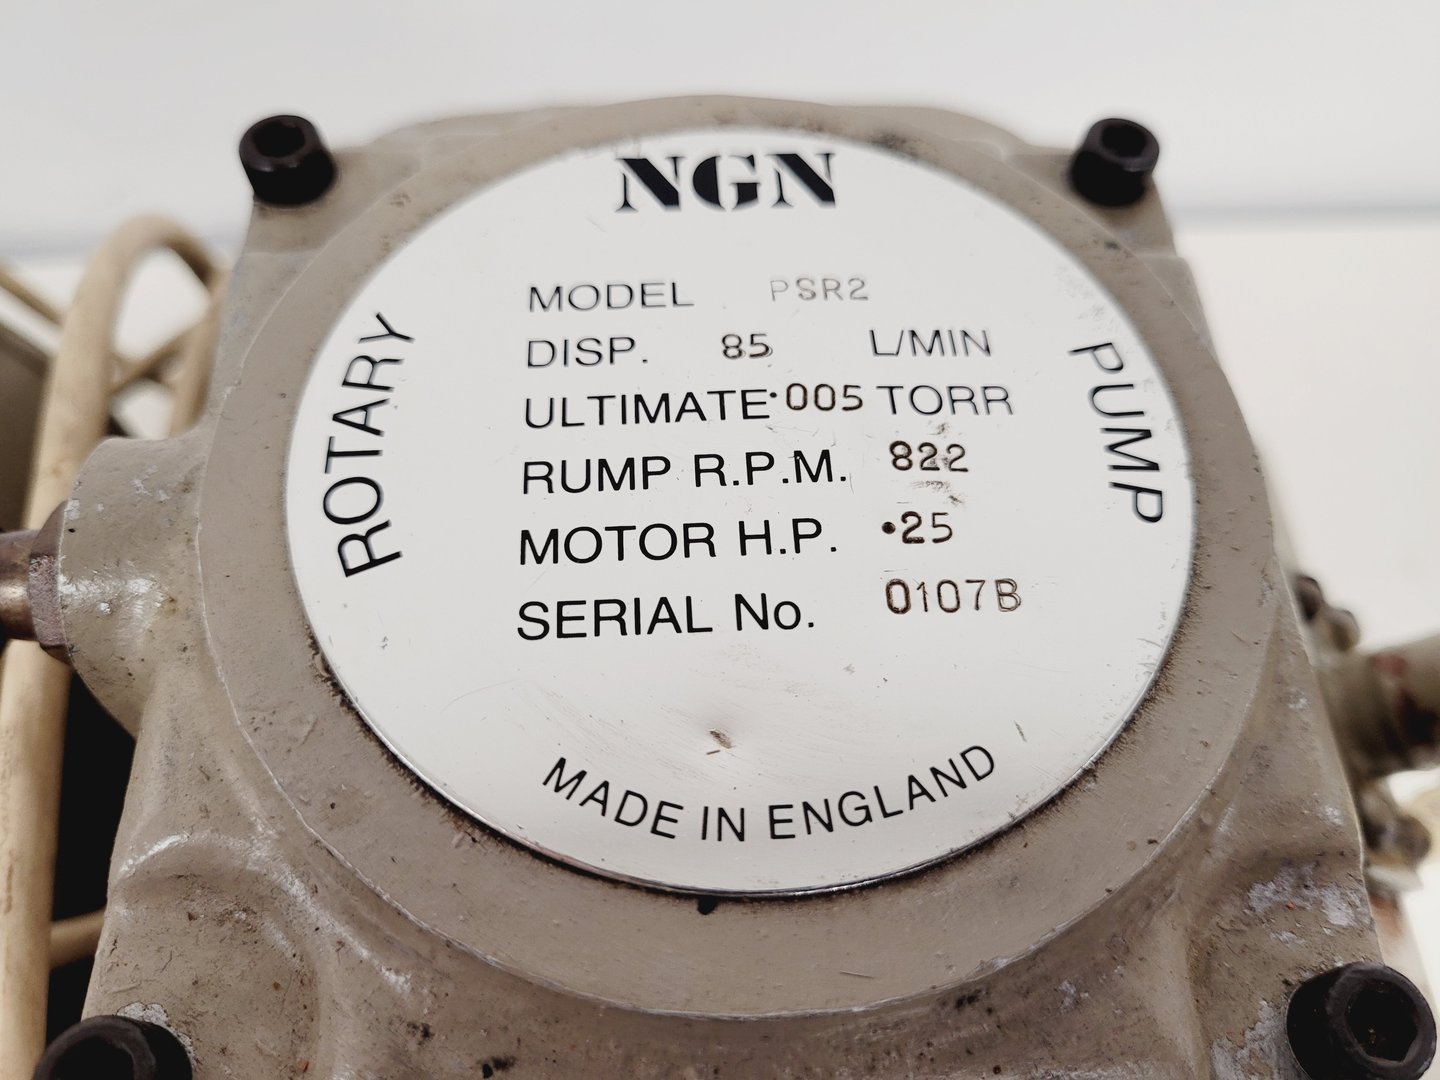 NGN
MODEL PSR2
DISP. 85 L/MIN
ULTIMATE ·005 TORR
RUMP R.P.M. 822
MOTOR H.P. ·25
SERIAL No. 0107B
ROTARY
PUMP
MADE IN ENGLAND